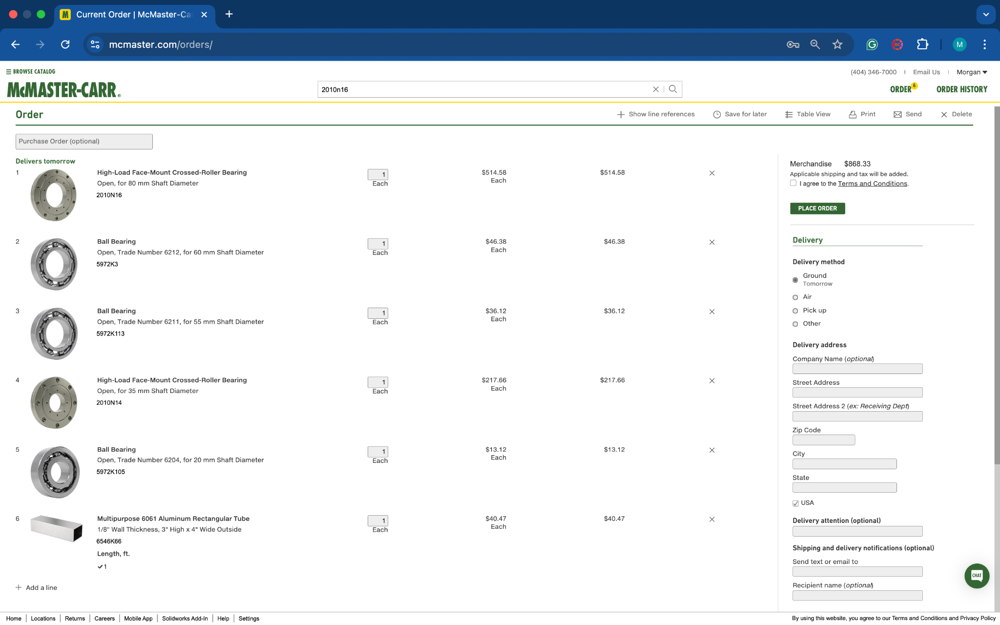 Current Order | McMaster-Ca
mcmaster.com/orders/
M
BROWSE CATALOG
(404) 346-7000
Email Us
Morgan
McMASTER-CARR®
2010n16
ORDER 6
ORDER HISTORY
Order
Show line references
Save for later
Table View
Print
Send
Delete
Purchase Order (optional)
Delivers tomorrow
1
High-Load Face-Mount Crossed-Roller Bearing
Open, for 80 mm Shaft Diameter
2010N16
1
Each
$514.58
Each
$514.58
2
Ball Bearing
Open, Trade Number 6212, for 60 mm Shaft Diameter
5972K3
1
Each
$46.38
Each
$46.38
3
Ball Bearing
Open, Trade Number 6211, for 55 mm Shaft Diameter
5972K113
1
Each
$36.12
Each
$36.12
4
High-Load Face-Mount Crossed-Roller Bearing
Open, for 35 mm Shaft Diameter
2010N14
1
Each
$217.66
Each
$217.66
5
Ball Bearing
Open, Trade Number 6204, for 20 mm Shaft Diameter
5972K105
1
Each
$13.12
Each
$13.12
6
Multipurpose 6061 Aluminum Rectangular Tube
1/8" Wall Thickness, 3" High x 4" Wide Outside
6546K66
Length, ft.
1
1
Each
$40.47
Each
$40.47
Add a line
Merchandise $868.33
Applicable shipping and tax will be added.
I agree to the Terms and Conditions.
PLACE ORDER
Delivery
Delivery method
Ground
Tomorrow
Air
Pick up
Other
Delivery address
Company Name (optional)
Street Address
Street Address 2 (ex: Receiving Dept)
Zip Code
City
State
USA
Delivery attention (optional)
Shipping and delivery notifications (optional)
Send text or email to
Recipient name (optional)
CHAT
Home
Locations
Returns
Careers
Mobile App
Solidworks Add-In
Help
Settings
By using this website, you agree to our Terms and Conditions and Privacy Policy